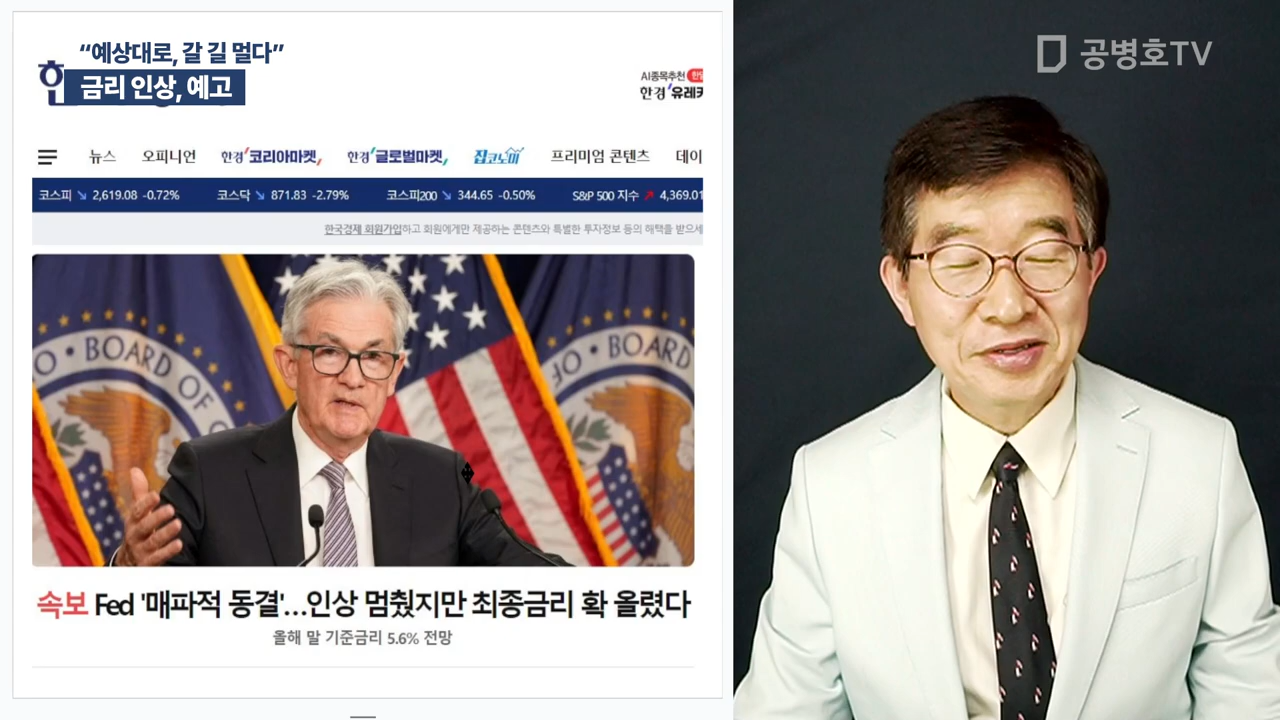 “예상대로, 갈 길 멀다”
금리 인상, 예고
공병호TV
AI종목추천
한경 유레카
뉴스 오피니언 한경 코리아마켓, 한경 글로벌마켓, 집코노미 프리미엄 콘텐츠 데이
코스피 2,619.08 -0.72% 코스닥 871.83 -2.79% 코스피200 344.65 -0.50% S&P 500 지수 4,369.01
한국경제 회원가입하고 회원에게만 제공하는 콘텐츠와 특별한 투자정보 등의 혜택을 받으세
BOARD OF
BOARD
속보 Fed '매파적 동결'...인상 멈췄지만 최종금리 확 올렸다
올해 말 기준금리 5.6% 전망